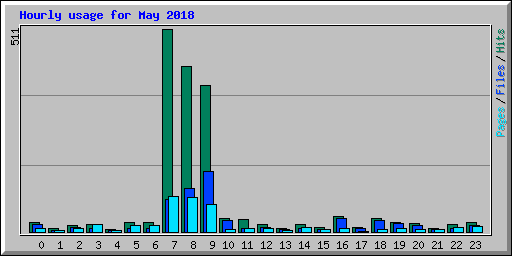 Hourly usage for May 2018
511
Pages/Files/Hits
0 1 2 3 4 5 6 7 8 9 10 11 12 13 14 15 16 17 18 19 20 21 22 23